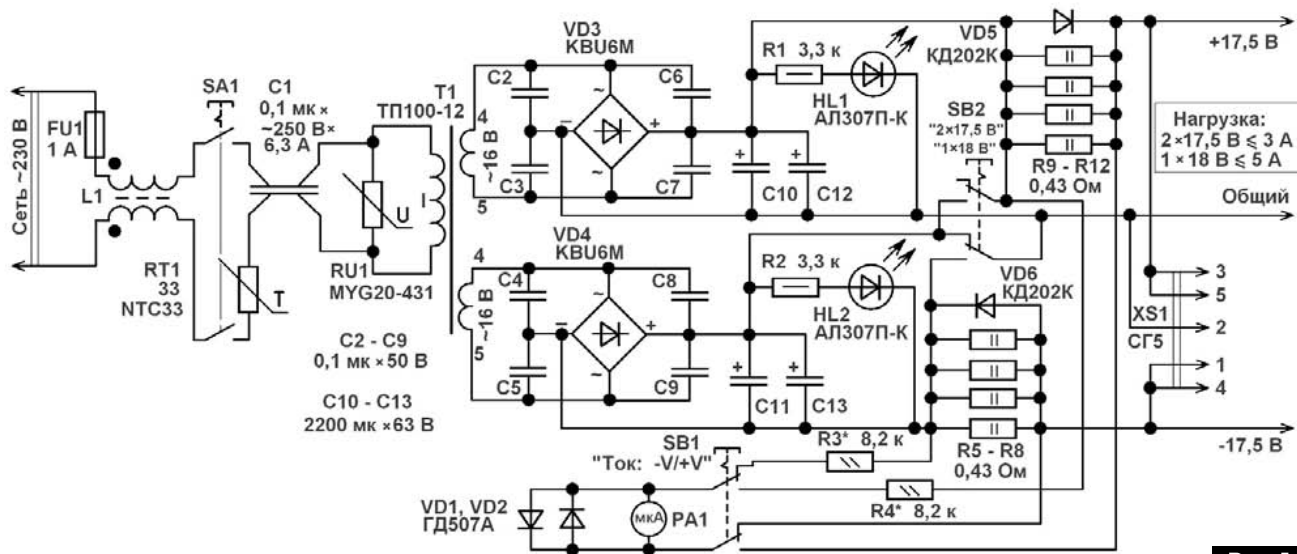 Сеть ~230 В
FU1
1 А
L1
SA1
RT1
33
NTC33
T
C1
0,1 мк ×
~250 В×
6,3 А
U
RU1
MYG20-431
T1
ТП100-12
I
4
~16 В
5
4
~16 В
5
C2 - C9
0,1 мк ×50 В
C10 - C13
2200 мк ×63 В
VD3
KBU6M
C2
C3
C6
C7
~
~
−
+
VD4
KBU6M
C4
C5
C8
C9
~
~
−
+
R1 3,3 к
HL1
АЛ307П-К
+
C10
+
C12
R2 3,3 к
HL2
АЛ307П-К
+
C11
+
C13
VD5
КД202К
SB2
"2×17,5 В"
"1×18 В"
R9 - R12
0,43 Ом
VD6
КД202К
R5 - R8
0,43 Ом
+17,5 В
Нагрузка:
2 ×17,5 В ⩽ 3 А
1 × 18 В ⩽ 5 А
Общий
3
5
XS1
СГ5
2
1
4
-17,5 В
SB1
"Ток: -V/+V"
R3* 8,2 к
R4* 8,2 к
VD1, VD2
ГД507А
мкА
PA1